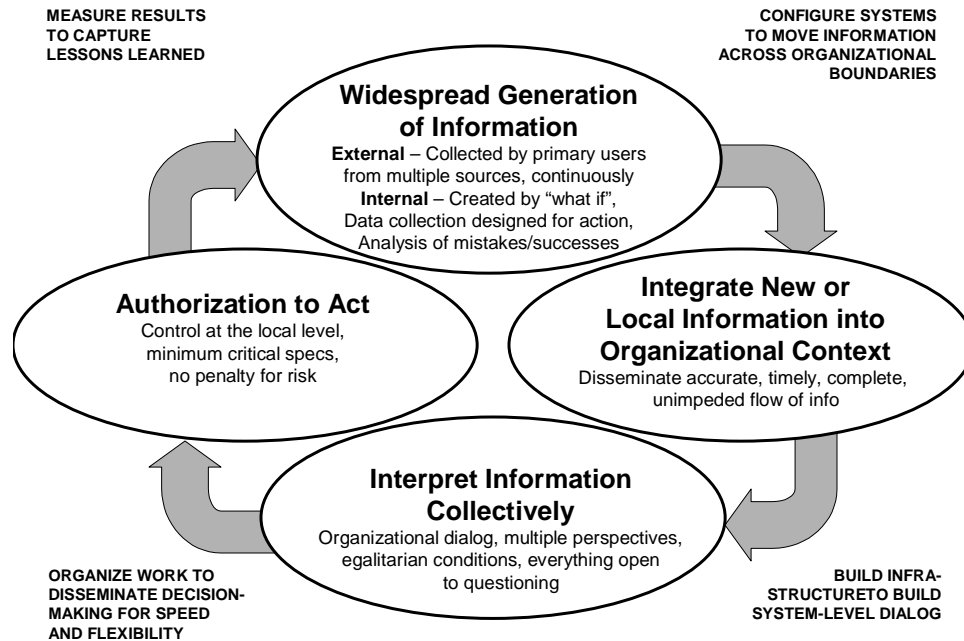 MEASURE RESULTS
TO CAPTURE
LESSONS LEARNED
CONFIGURE SYSTEMS
TO MOVE INFORMATION
ACROSS ORGANIZATIONAL
BOUNDARIES
Widespread Generation
of Information
External – Collected by primary users
from multiple sources, continuously
Internal – Created by “what if”,
Data collection designed for action,
Analysis of mistakes/successes
Authorization to Act
Control at the local level,
minimum critical specs,
no penalty for risk
Integrate New or
Local Information into
Organizational Context
Disseminate accurate, timely, complete,
unimpeded flow of info
Interpret Information
Collectively
Organizational dialog, multiple perspectives,
egalitarian conditions, everything open
to questioning
ORGANIZE WORK TO
DISSEMINATE DECISION-
MAKING FOR SPEED
AND FLEXIBILITY
BUILD INFRA-
STRUCTURETO BUILD
SYSTEM-LEVEL DIALOG